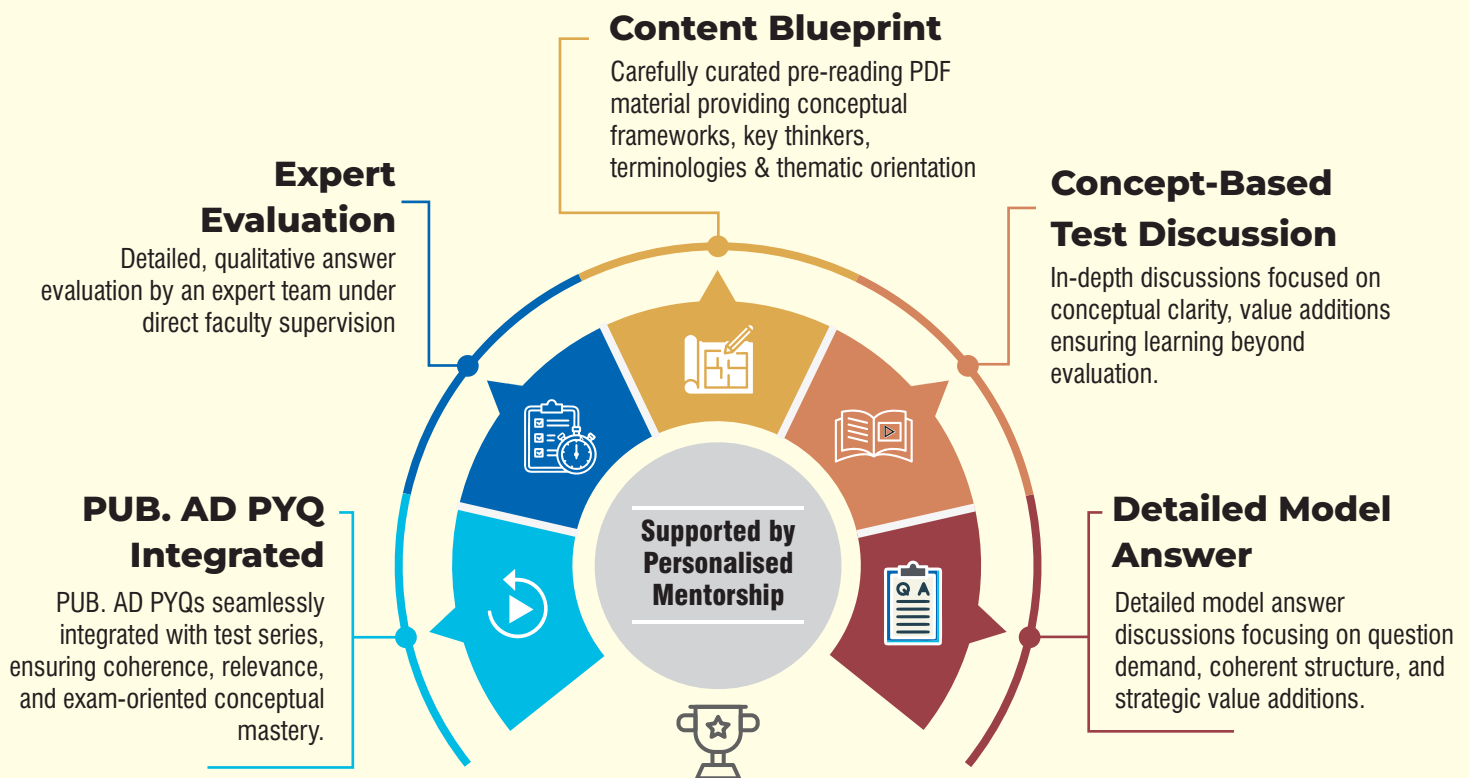 Content Blueprint
Carefully curated pre-reading PDF
material providing conceptual
frameworks, key thinkers,
terminologies & thematic orientation
Expert
Evaluation
Detailed, qualitative answer
evaluation by an expert team under
direct faculty supervision
Concept-Based
Test Discussion
In-depth discussions focused on
conceptual clarity, value additions
ensuring learning beyond
evaluation.
PUB. AD PYQ
Integrated
PUB. AD PYQs seamlessly
integrated with test series,
ensuring coherence, relevance,
and exam-oriented conceptual
mastery.
Supported by
Personalised
Mentorship
Q A
Detailed Model
Answer
Detailed model answer
discussions focusing on question
demand, coherent structure, and
strategic value additions.